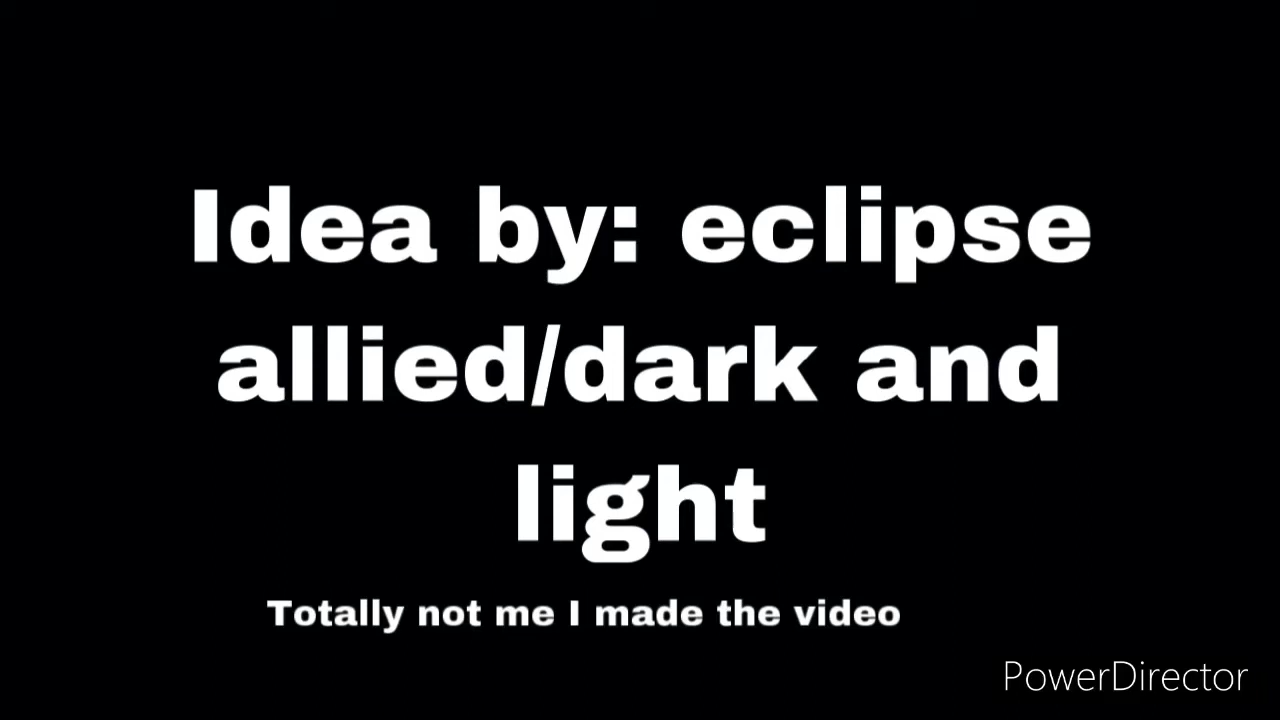 Idea by: eclipse
allied/dark and
light
Totally not me I made the video
PowerDirector